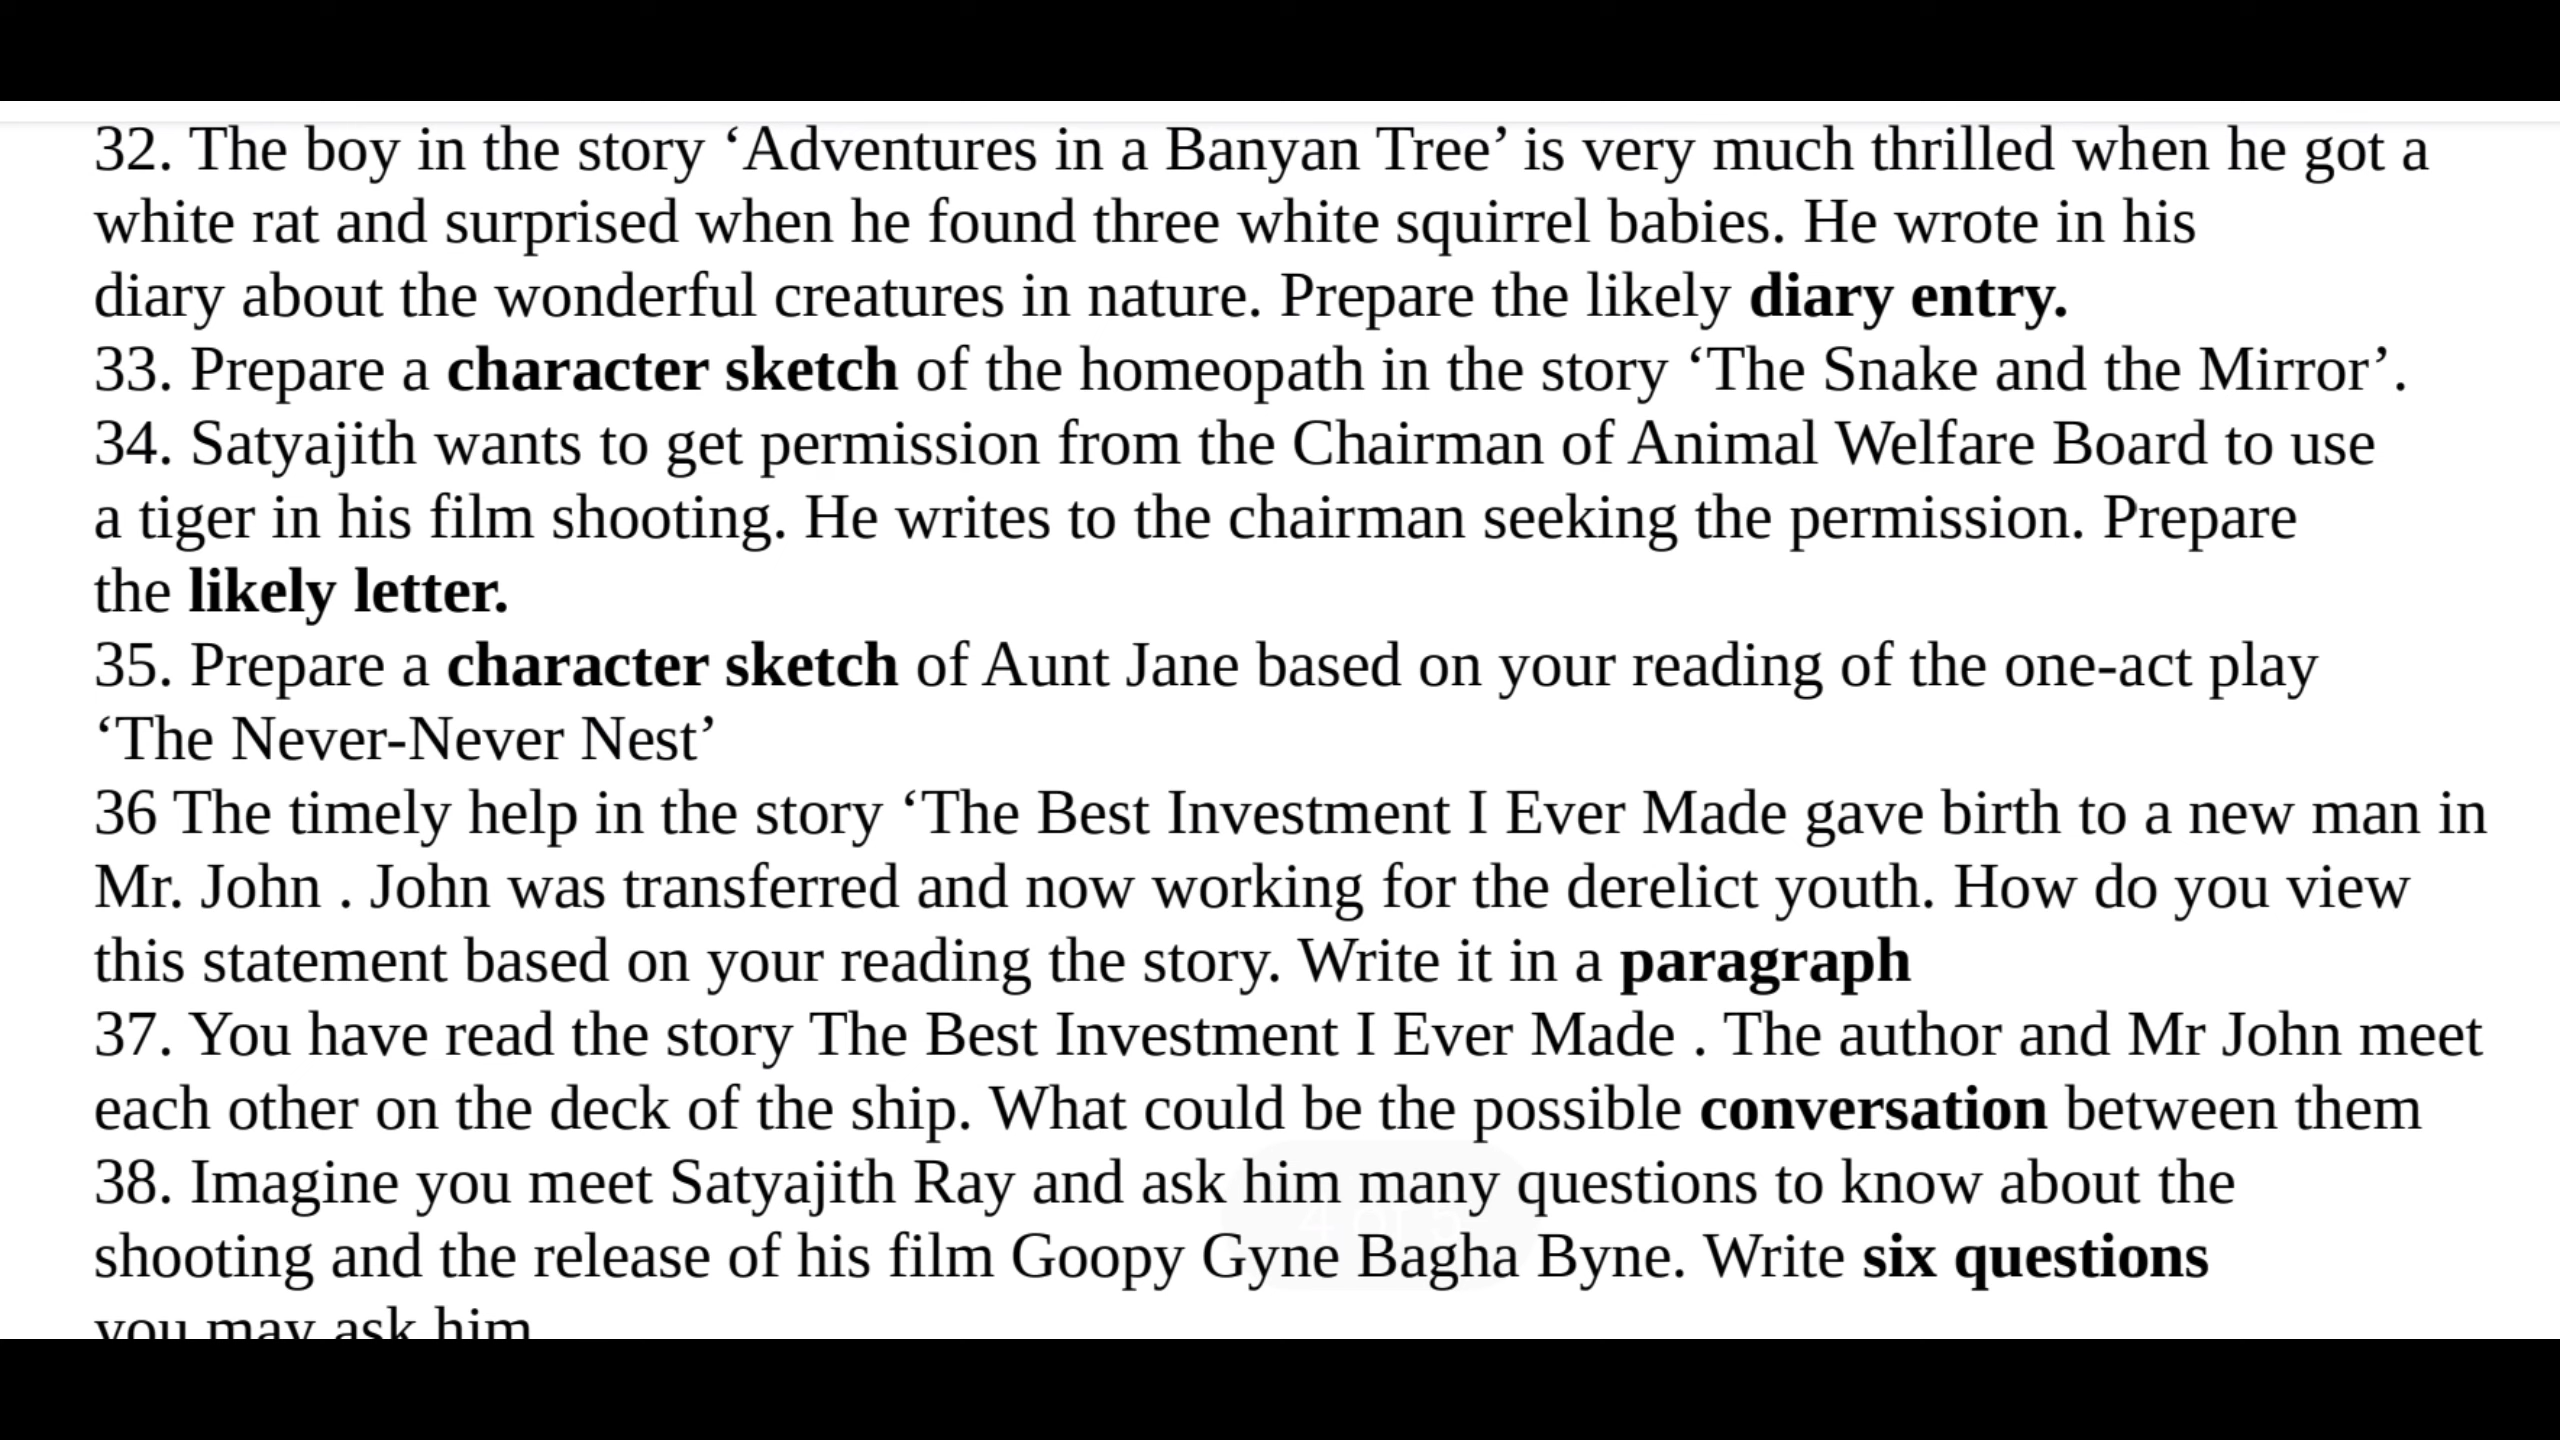 32. The boy in the story ‘Adventures in a Banyan Tree’ is very much thrilled when he got a
white rat and surprised when he found three white squirrel babies. He wrote in his
diary about the wonderful creatures in nature. Prepare the likely diary entry.
33. Prepare a character sketch of the homeopath in the story ‘The Snake and the Mirror’.
34. Satyajith wants to get permission from the Chairman of Animal Welfare Board to use
a tiger in his film shooting. He writes to the chairman seeking the permission. Prepare
the likely letter.
35. Prepare a character sketch of Aunt Jane based on your reading of the one-act play
‘The Never-Never Nest’
36 The timely help in the story ‘The Best Investment I Ever Made gave birth to a new man in
Mr. John . John was transferred and now working for the derelict youth. How do you view
this statement based on your reading the story. Write it in a paragraph
37. You have read the story The Best Investment I Ever Made . The author and Mr John meet
each other on the deck of the ship. What could be the possible conversation between them
38. Imagine you meet Satyajith Ray and ask him many questions to know about the
4 of 5
shooting and the release of his film Goopy Gyne Bagha Byne. Write six questions
you may ask him